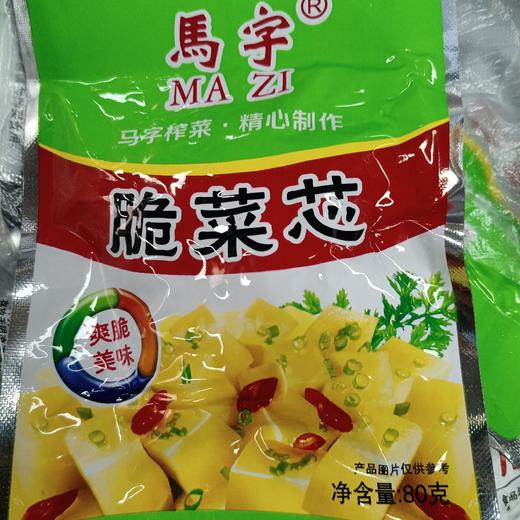 馬字®
MA ZI
马字榨菜·精心制作
脆菜芯
爽脆
美味
产品图片仅供参考
净含量:80克